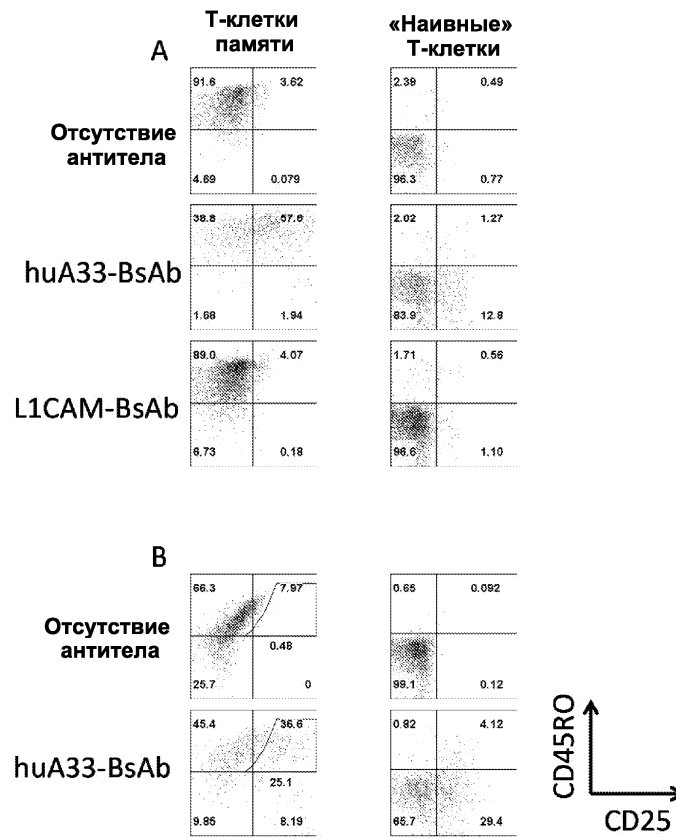 Т-клетки
памяти
«Наивные»
Т-клетки
A
Отсутствие
антитела
91.6 3.62
4.69 0.079
2.39 0.49
96.3 0.77
huA33-BsAb
38.8 57.6
1.68 1.94
2.02 1.27
83.9 12.8
L1CAM-BsAb
89.0 4.07
6.73 0.18
1.71 0.56
96.6 1.10
B
Отсутствие
антитела
66.3 7.97
0.48
25.7 0
0.65 0.092
99.1 0.12
huA33-BsAb
45.4 36.6
25.1
9.85 8.19
0.82 4.12
65.7 29.4
CD45RO
CD25